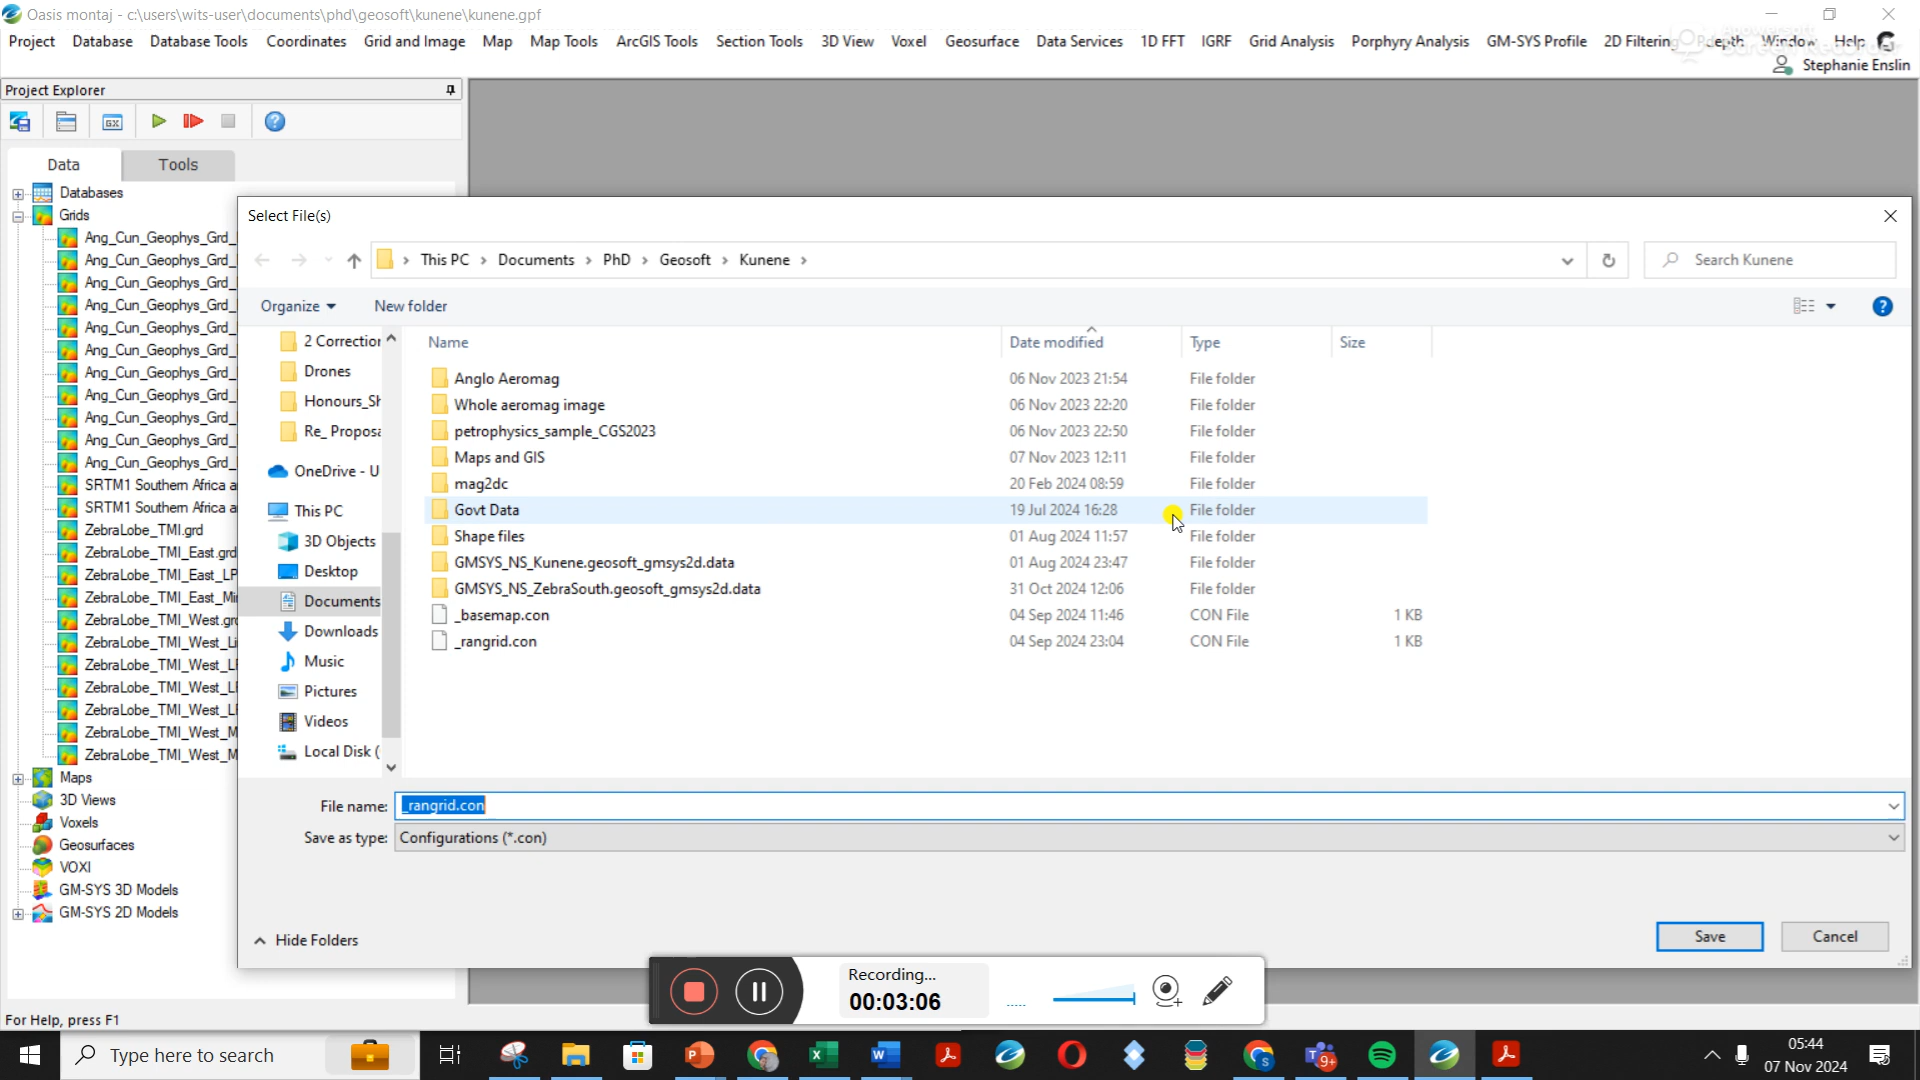 Oasis montaj - c:\users\wits-user\documents\phd\geosoft\kunene\kunene.gpf
Project Database Database Tools Coordinates Grid and Image Map Map Tools ArcGIS Tools Section Tools 3D View Voxel Geosurface Data Services 1D FFT IGRF Grid Analysis Porphyry Analysis GM-SYS Profile 2D Filtering Window Help
Stephanie Enslin
Project Explorer
GX
Data Tools
Databases
Grids
Ang_Cun_Geophys_Grd_
Ang_Cun_Geophys_Grd_
Ang_Cun_Geophys_Grd_
Ang_Cun_Geophys_Grd_
Ang_Cun_Geophys_Grd_
Ang_Cun_Geophys_Grd_
Ang_Cun_Geophys_Grd_
Ang_Cun_Geophys_Grd_
Ang_Cun_Geophys_Grd_
Ang_Cun_Geophys_Grd_
Ang_Cun_Geophys_Grd_
SRTM1 Southern Africa a
SRTM1 Southern Africa a
ZebraLobe_TMI.grd
ZebraLobe_TMI_East.grd
ZebraLobe_TMI_East_LP
ZebraLobe_TMI_East_Mi
ZebraLobe_TMI_West.gr
ZebraLobe_TMI_West_Li
ZebraLobe_TMI_West_L
ZebraLobe_TMI_West_L
ZebraLobe_TMI_West_L
ZebraLobe_TMI_West_M
ZebraLobe_TMI_West_M
Maps
3D Views
Voxels
Geosurfaces
VOXI
GM-SYS 3D Models
GM-SYS 2D Models
Select File(s)
This PC > Documents > PhD > Geosoft > Kunene >
Search Kunene
Organize New folder
2 Correction
Drones
Honours_Sh
Re_ Proposa
OneDrive - U
This PC
3D Objects
Desktop
Documents
Downloads
Music
Pictures
Videos
Local Disk (
Name Date modified Type Size
Anglo Aeromag 06 Nov 2023 21:54 File folder
Whole aeromag image 06 Nov 2023 22:20 File folder
petrophysics_sample_CGS2023 06 Nov 2023 22:50 File folder
Maps and GIS 07 Nov 2023 12:11 File folder
mag2dc 20 Feb 2024 08:59 File folder
Govt Data 19 Jul 2024 16:28 File folder
Shape files 01 Aug 2024 11:57 File folder
GMSYS_NS_Kunene.geosoft_gmsys2d.data 01 Aug 2024 23:47 File folder
GMSYS_NS_ZebraSouth.geosoft_gmsys2d.data 31 Oct 2024 12:06 File folder
_basemap.con 04 Sep 2024 11:46 CON File 1 KB
_rangrid.con 04 Sep 2024 23:04 CON File 1 KB
File name: _rangrid.con
Save as type: Configurations (*.con)
Hide Folders
Save Cancel
Recording...
00:03:06
For Help, press F1
Type here to search
9+
05:44
07 Nov 2024